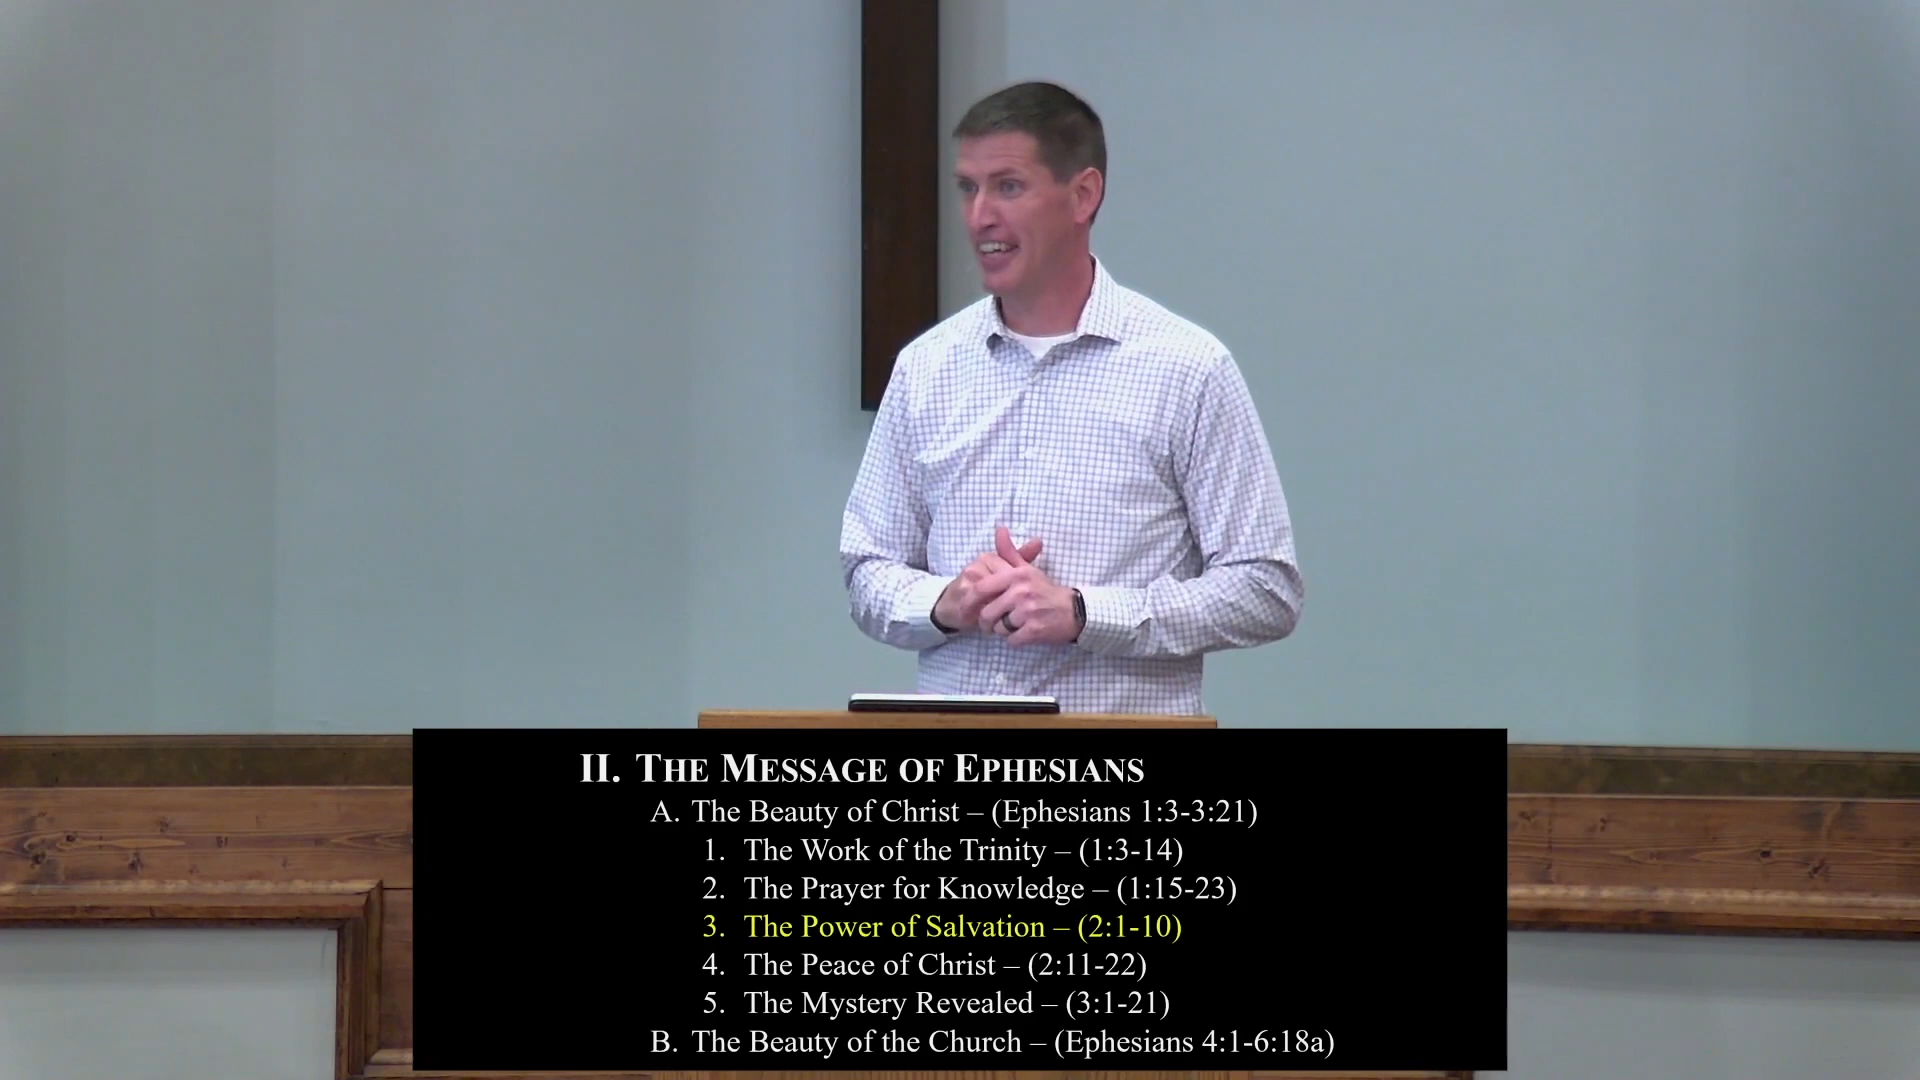 II. THE MESSAGE OF EPHESIANS
A. The Beauty of Christ – (Ephesians 1:3-3:21)
1. The Work of the Trinity – (1:3-14)
2. The Prayer for Knowledge – (1:15-23)
3. The Power of Salvation – (2:1-10)
4. The Peace of Christ – (2:11-22)
5. The Mystery Revealed – (3:1-21)
B. The Beauty of the Church – (Ephesians 4:1-6:18a)